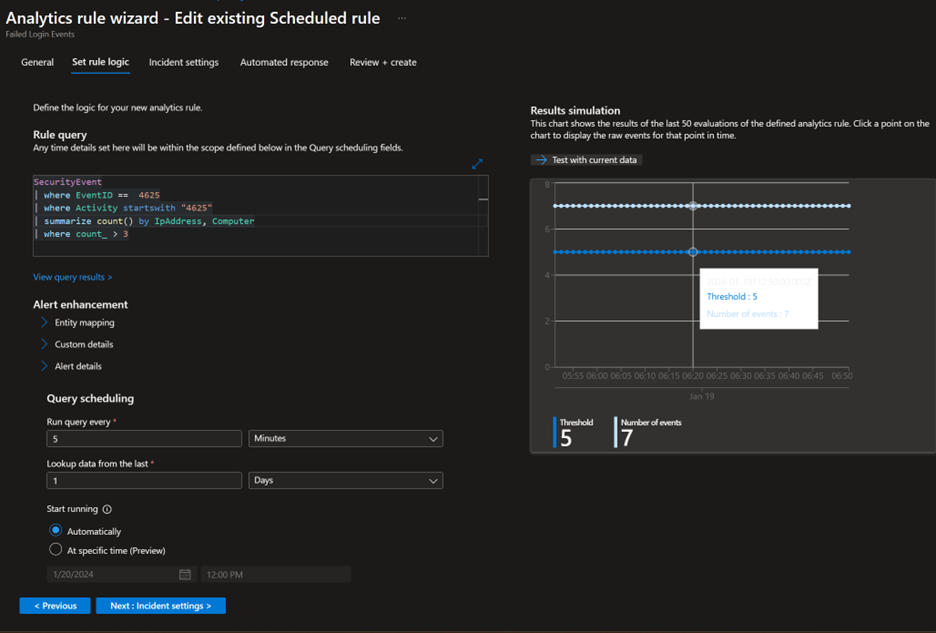 Analytics rule wizard - Edit existing Scheduled rule ...
Failed Login Events
General Set rule logic Incident settings Automated response Review + create
Define the logic for your new analytics rule.
Rule query
Any time details set here will be within the scope defined below in the Query scheduling fields.
SecurityEvent
| where EventID == 4625
| where Activity startswith "4625"
| summarize count() by IpAddress, Computer
| where count_ > 3
View query results >
Alert enhancement
Entity mapping
Custom details
Alert details
Query scheduling
Run query every *
5 Minutes
Lookup data from the last *
1 Days
Start running
Automatically
At specific time (Preview)
1/20/2024 12:00 PM
< Previous Next : Incident settings >
Results simulation
This chart shows the results of the last 50 evaluations of the defined analytics rule. Click a point on the
chart to display the raw events for that point in time.
Test with current data
8
6
4
2
0
Threshold : 5
Number of events : 7
05:55 06:00 06:05 06:10 06:15 06:20 06:25 06:30 06:35 06:40 06:45 06:50
Jan 19
Threshold
5
Number of events
7